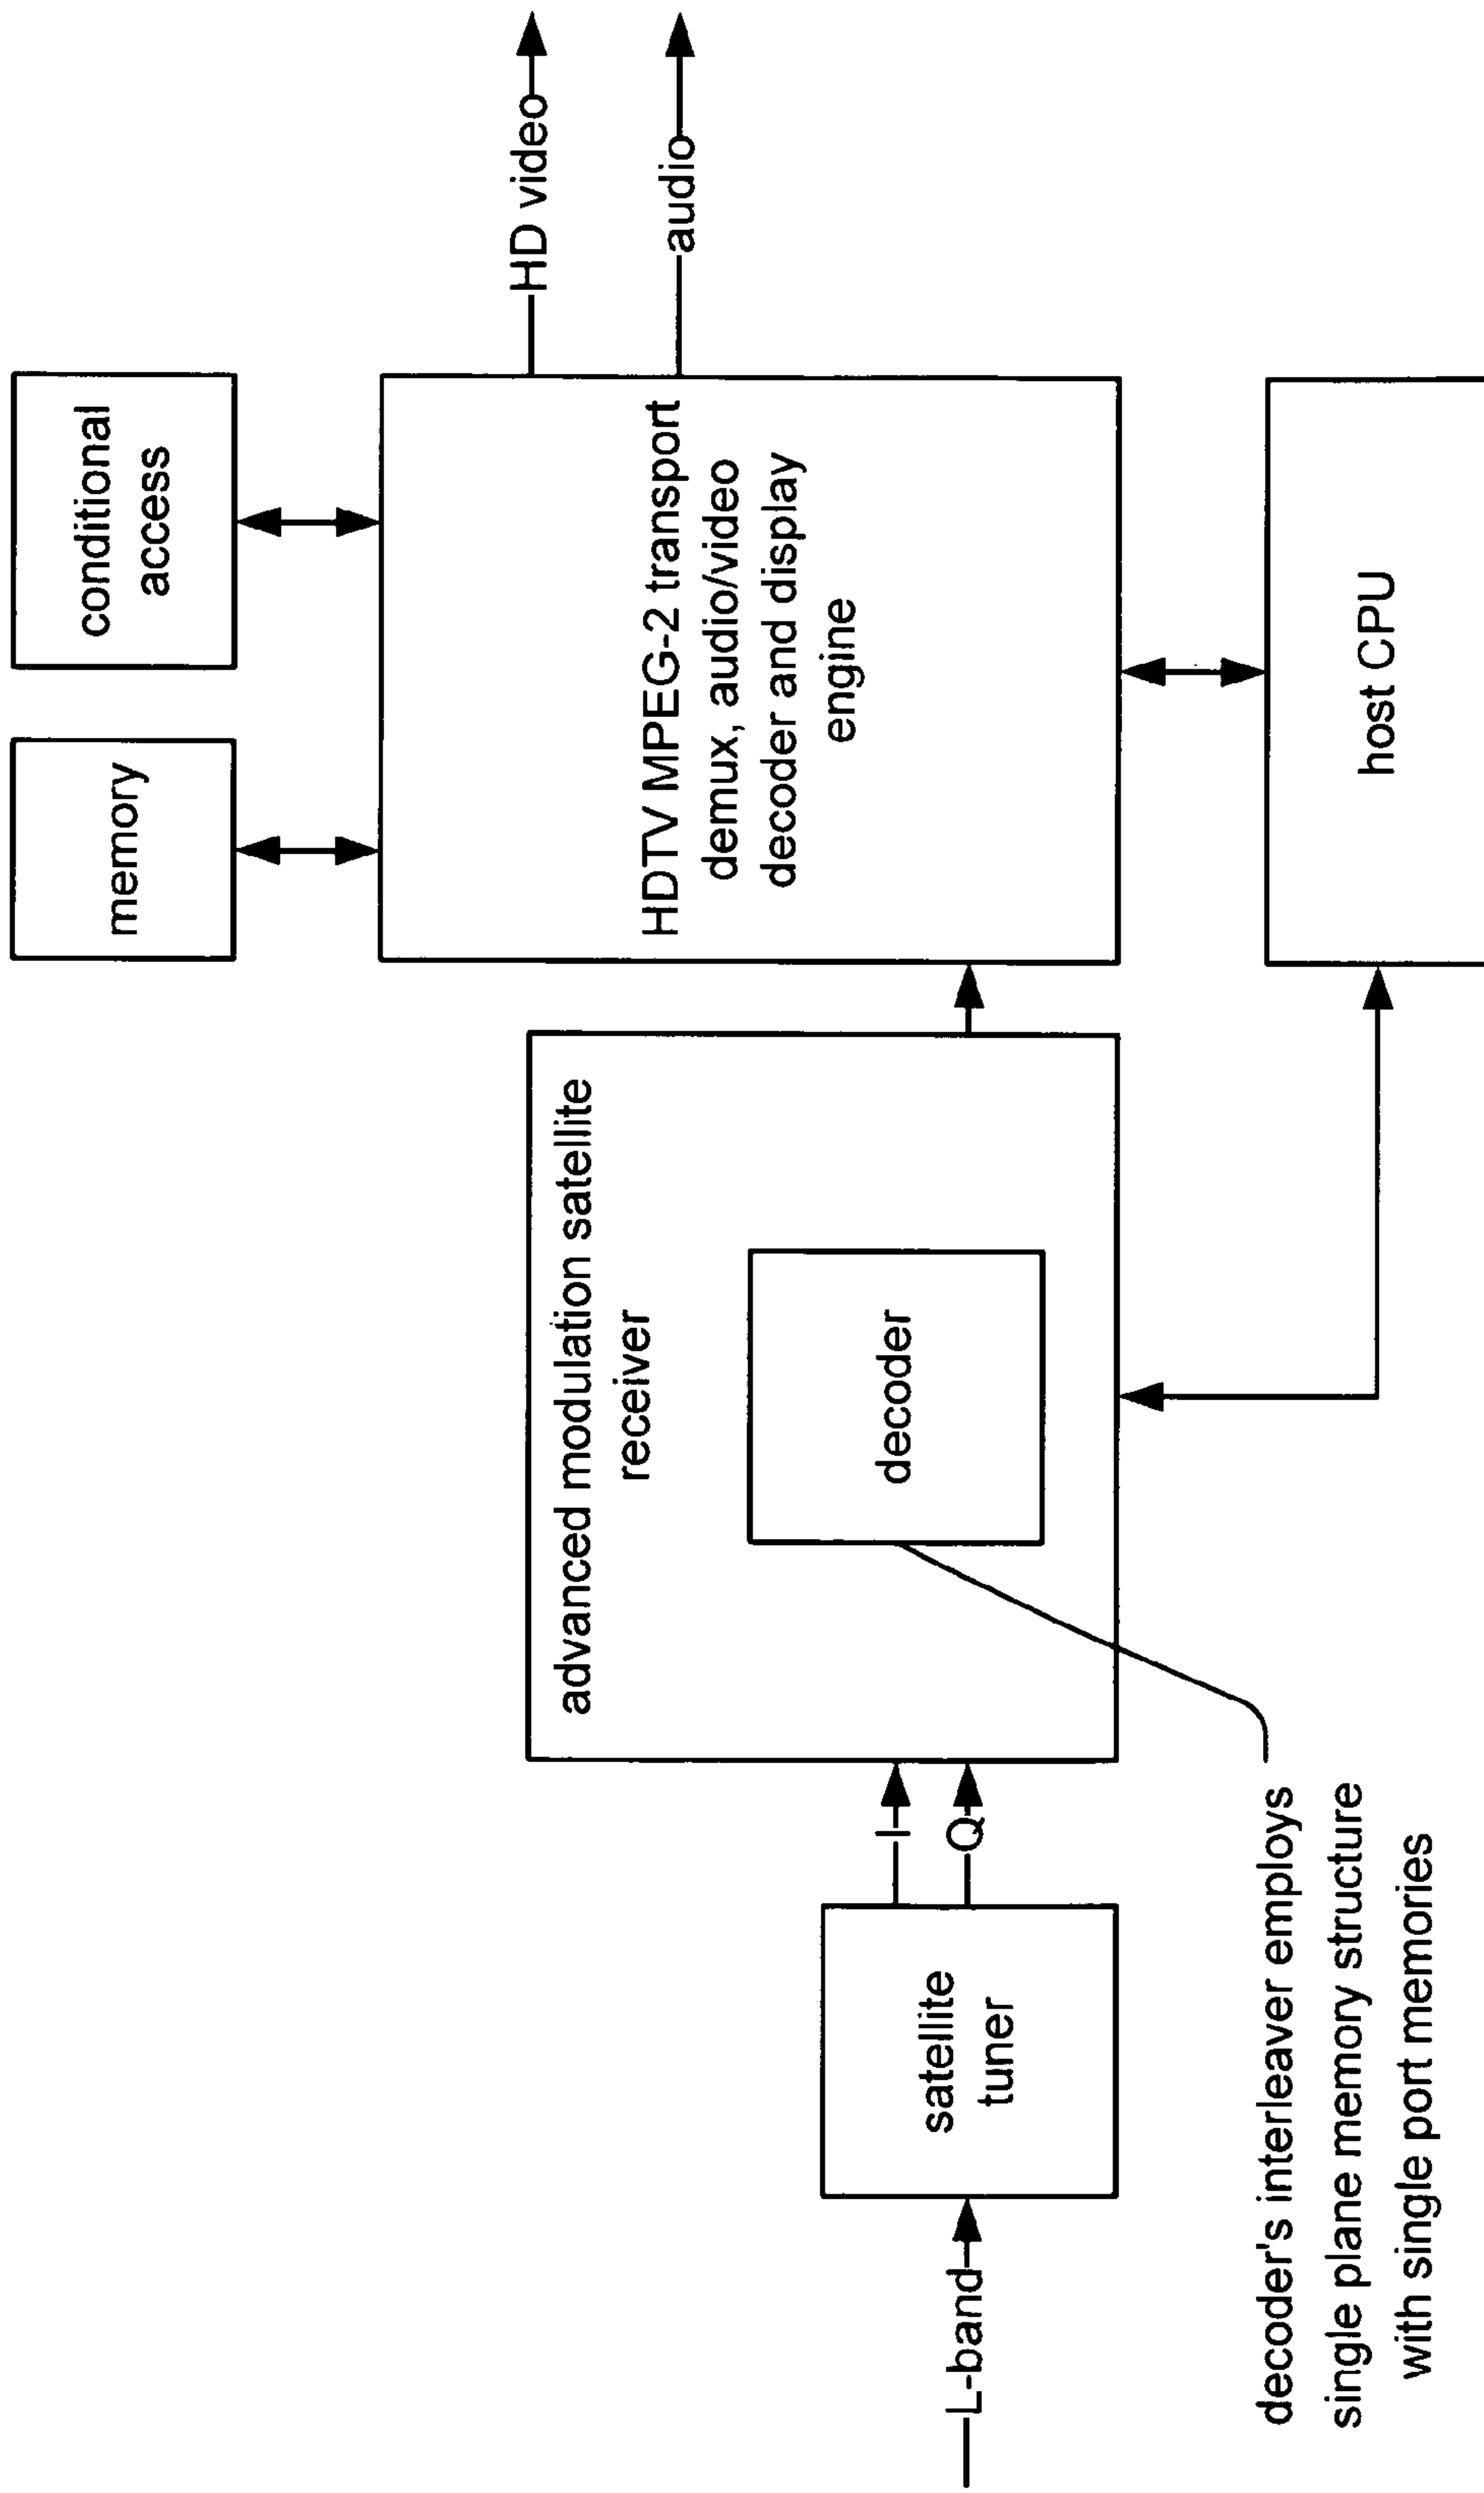 conditional
access
memory
HD video
audio
HDTV MPEG-2 transport
demux, audio/video
decoder and display
engine
advanced modulation satellite
receiver
decoder
host CPU
I
Q
satellite
tuner
L-band
decoder's interleaver employs
single plane memory structure
with single port memories